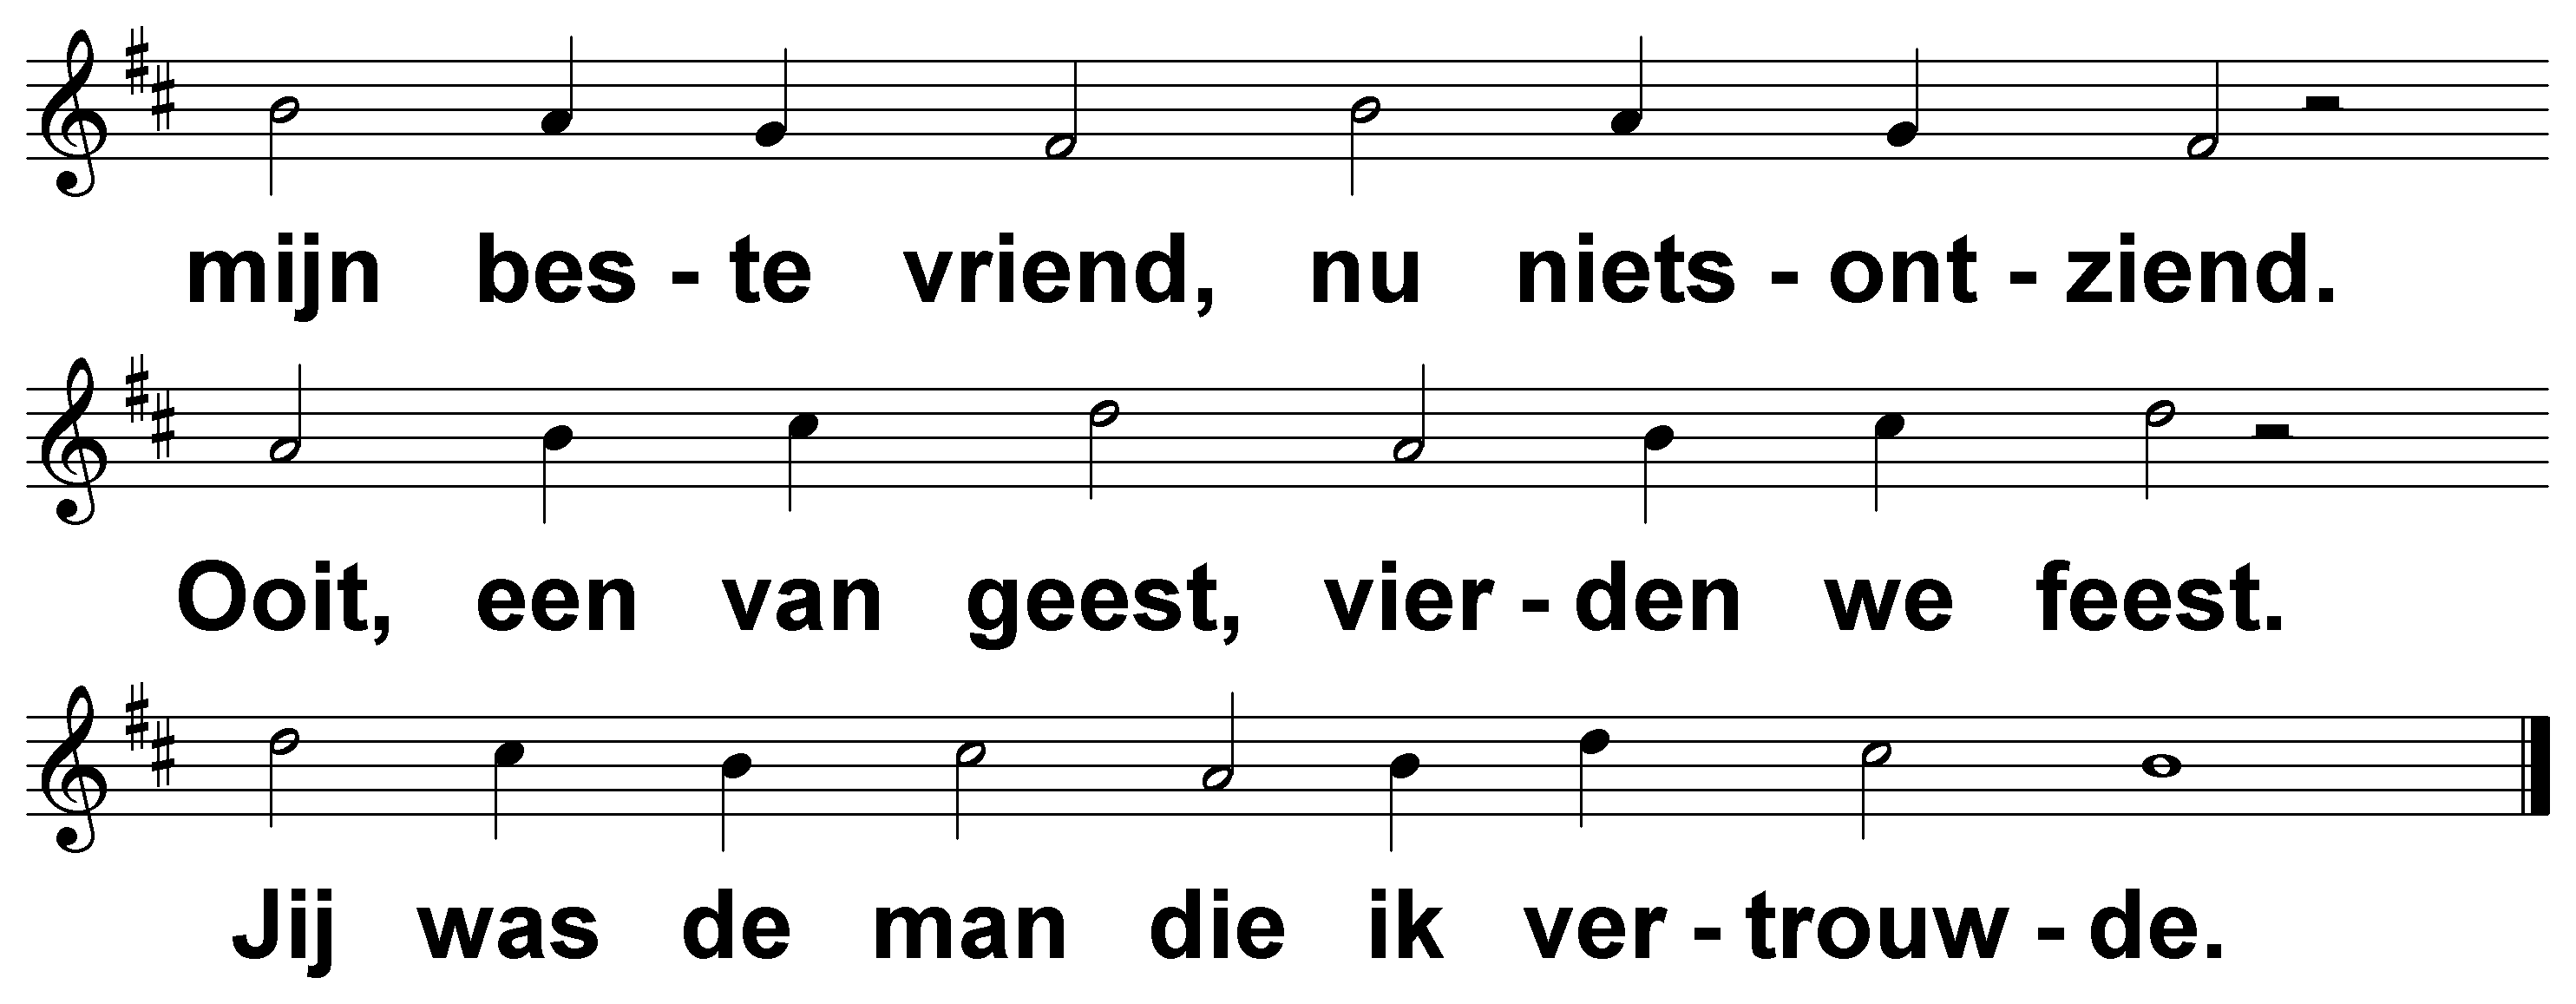 mijn bes - te vriend, nu niets - ont - ziend.
Ooit, een van geest, vier - den we feest.
Jij was de man die ik ver - trouw - de.